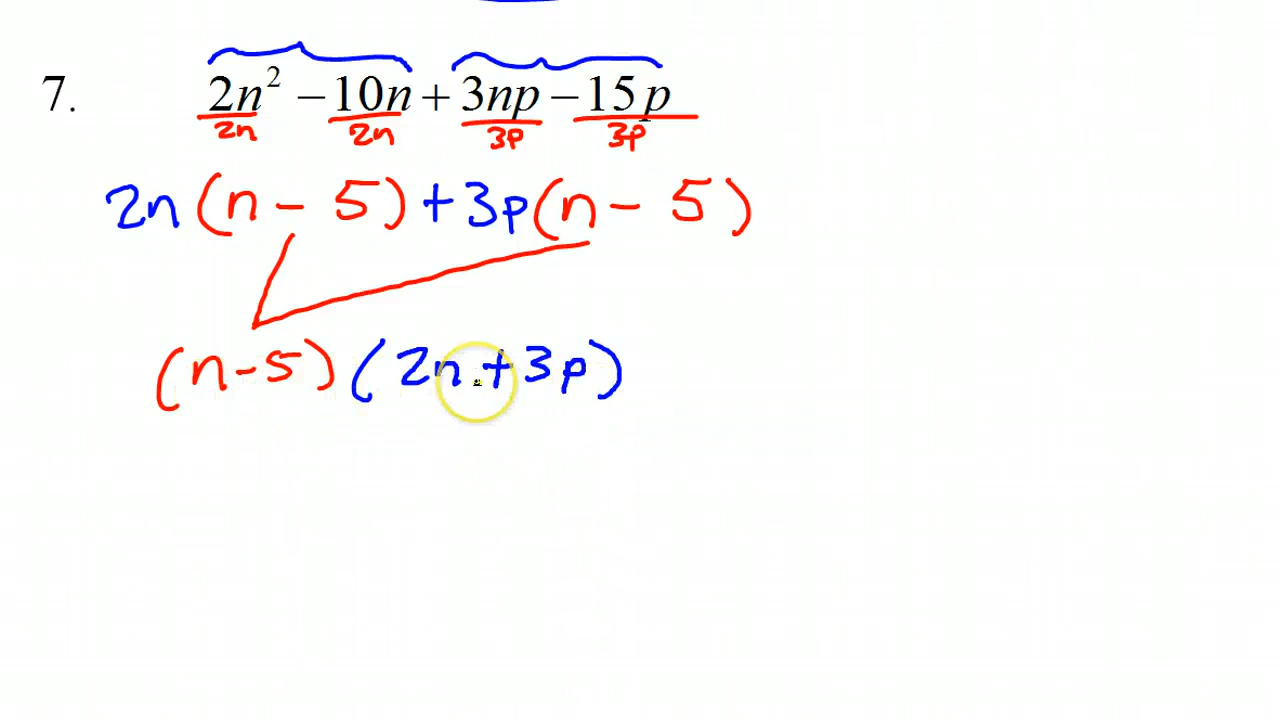 7. 2n² − 10n + 3np − 15p
2n 2n 3p 3p
2n (n − 5) + 3p (n − 5)
(n − 5) (2n + 3p)